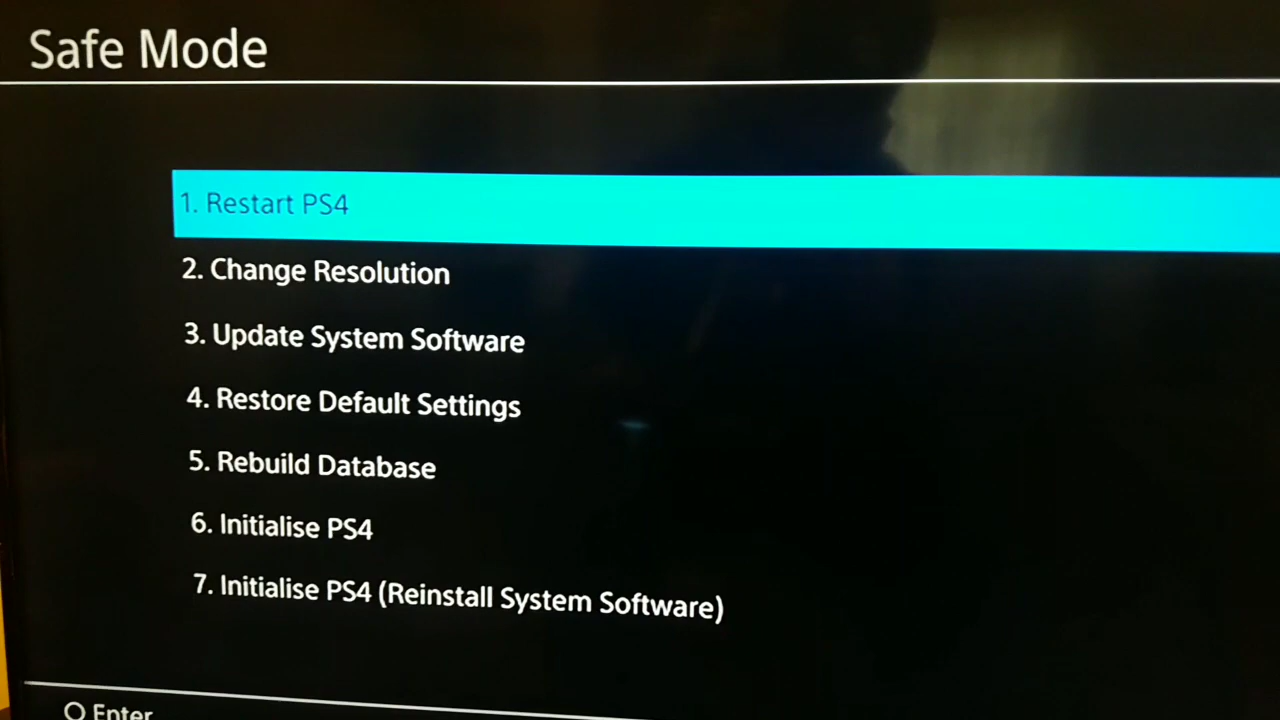 Safe Mode
1. Restart PS4
2. Change Resolution
3. Update System Software
4. Restore Default Settings
5. Rebuild Database
6. Initialise PS4
7. Initialise PS4 (Reinstall System Software)
Enter